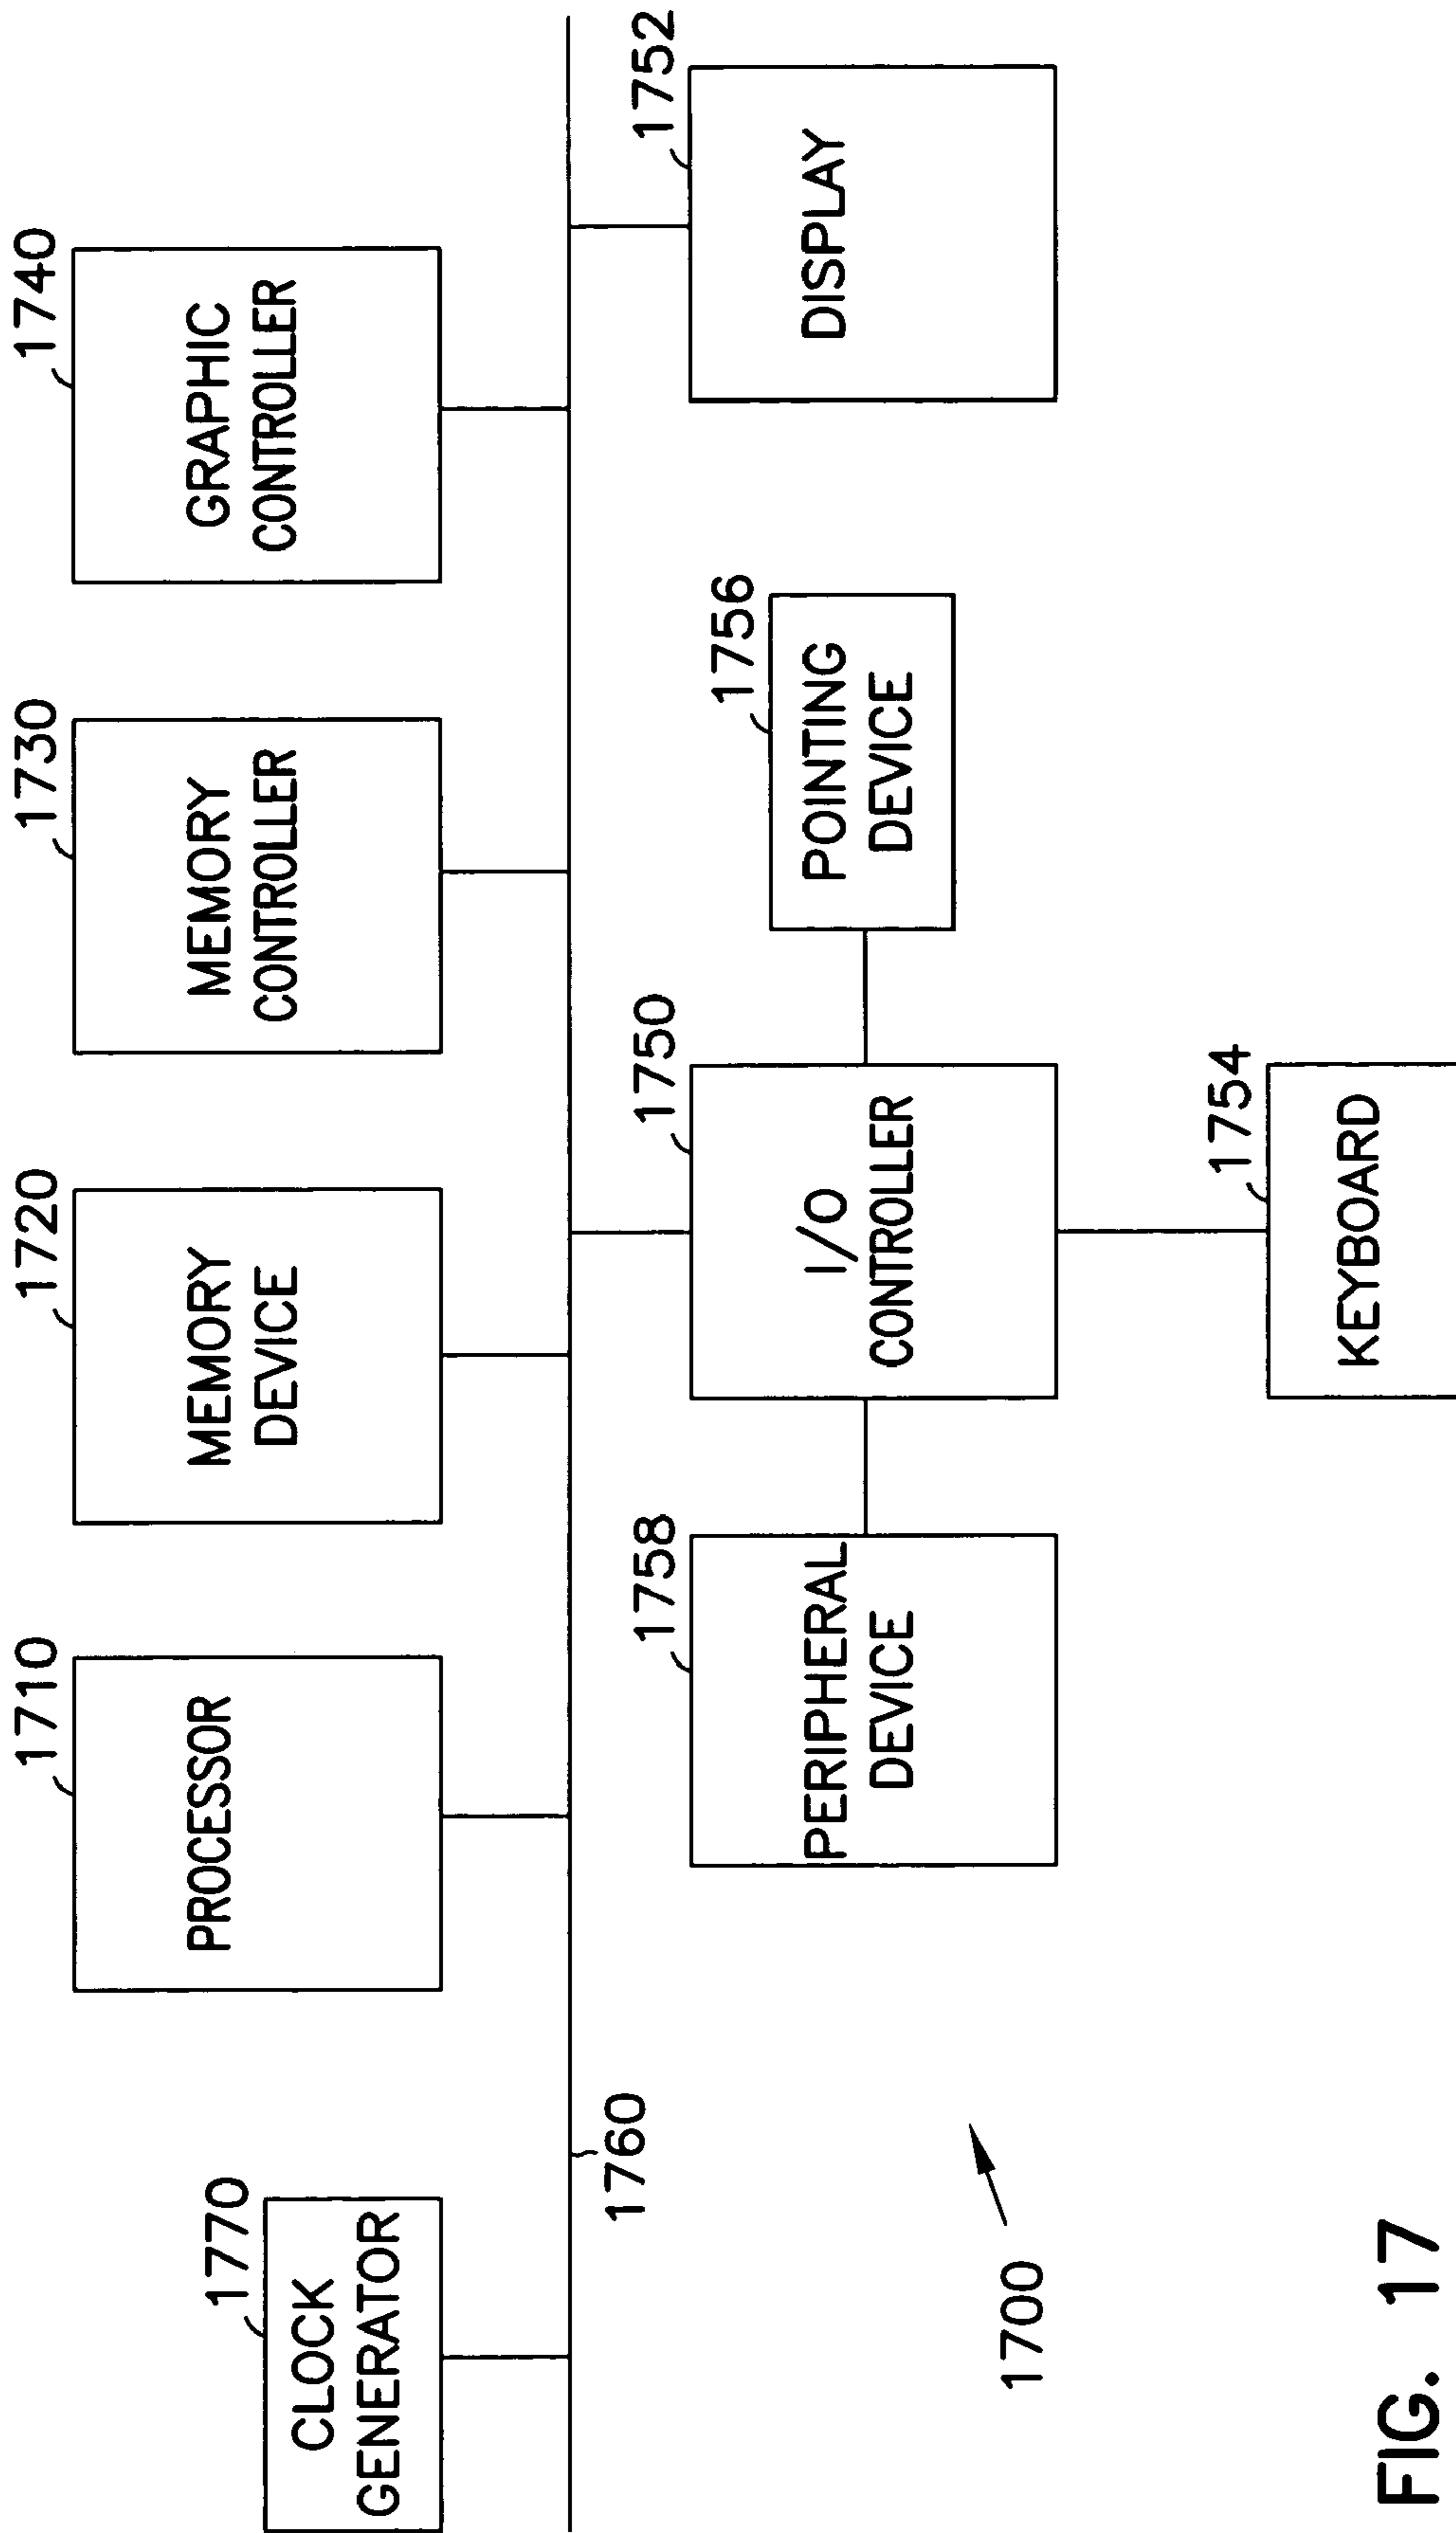 1770
CLOCK
GENERATOR
1710
PROCESSOR
1720
MEMORY
DEVICE
1730
MEMORY
CONTROLLER
1740
GRAPHIC
CONTROLLER
1760
1758
PERIPHERAL
DEVICE
1750
I/O
CONTROLLER
1756
POINTING
DEVICE
1752
DISPLAY
1700
1754
KEYBOARD
FIG. 17